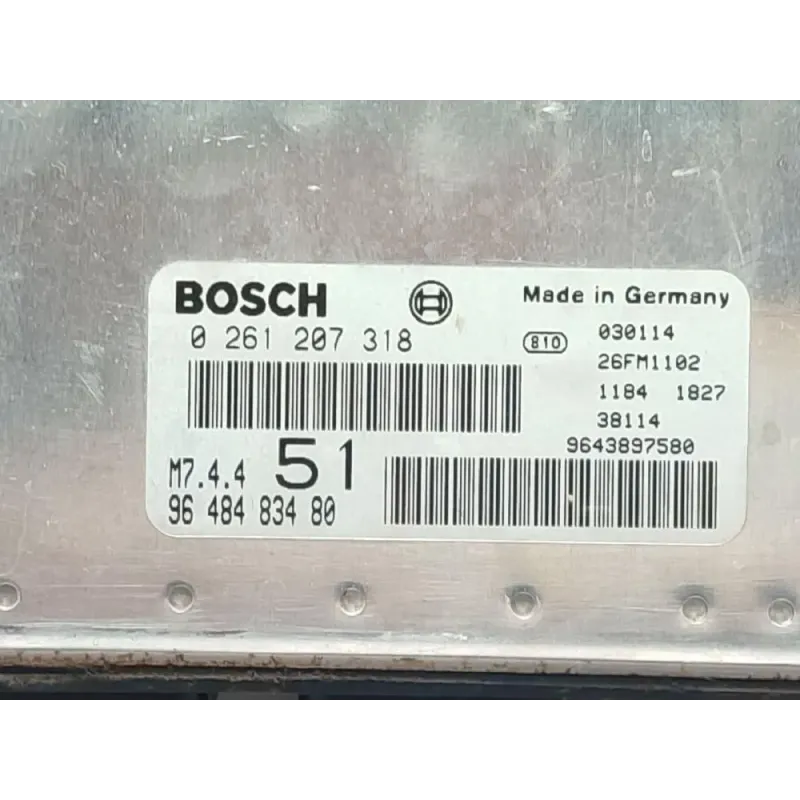 BOSCH
Made in Germany
0 261 207 318
810
030114
26FM1102
1184 1827
38114
9643897580
M7.4.4
51
96 484 834 80